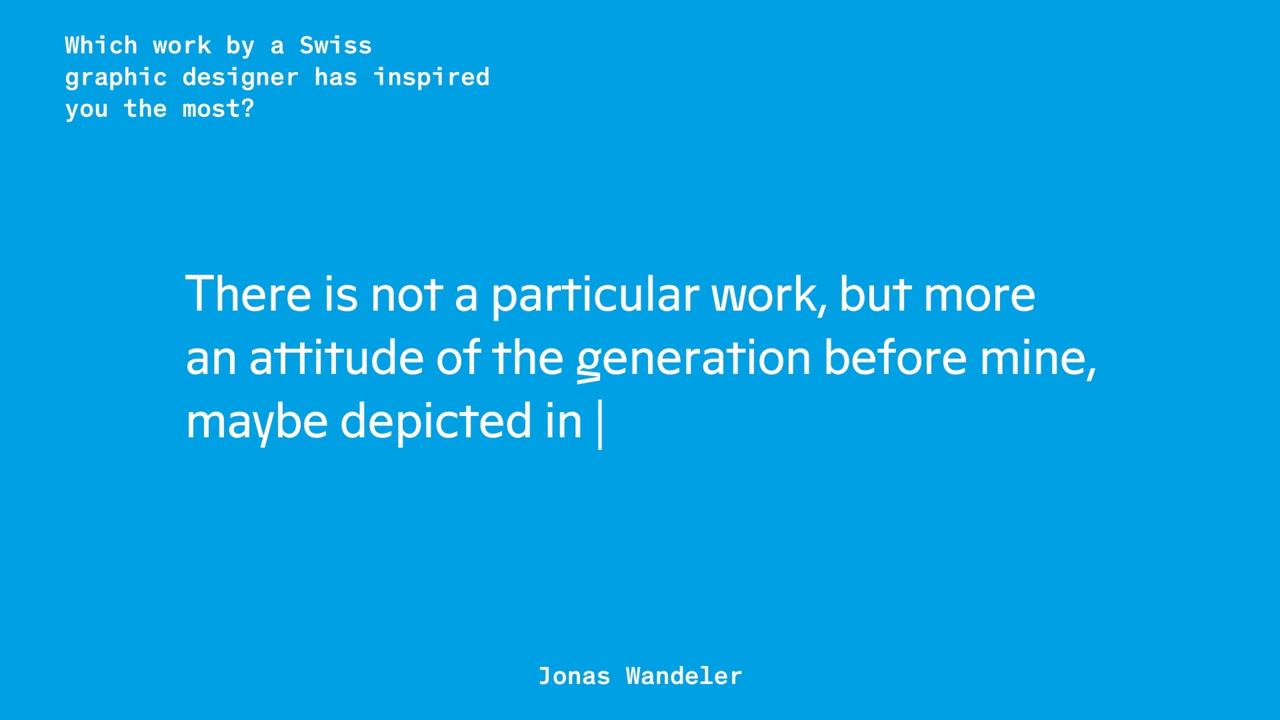 Which work by a Swiss
graphic designer has inspired
you the most?
There is not a particular work, but more
an attitude of the generation before mine,
maybe depicted in |
Jonas Wandeler